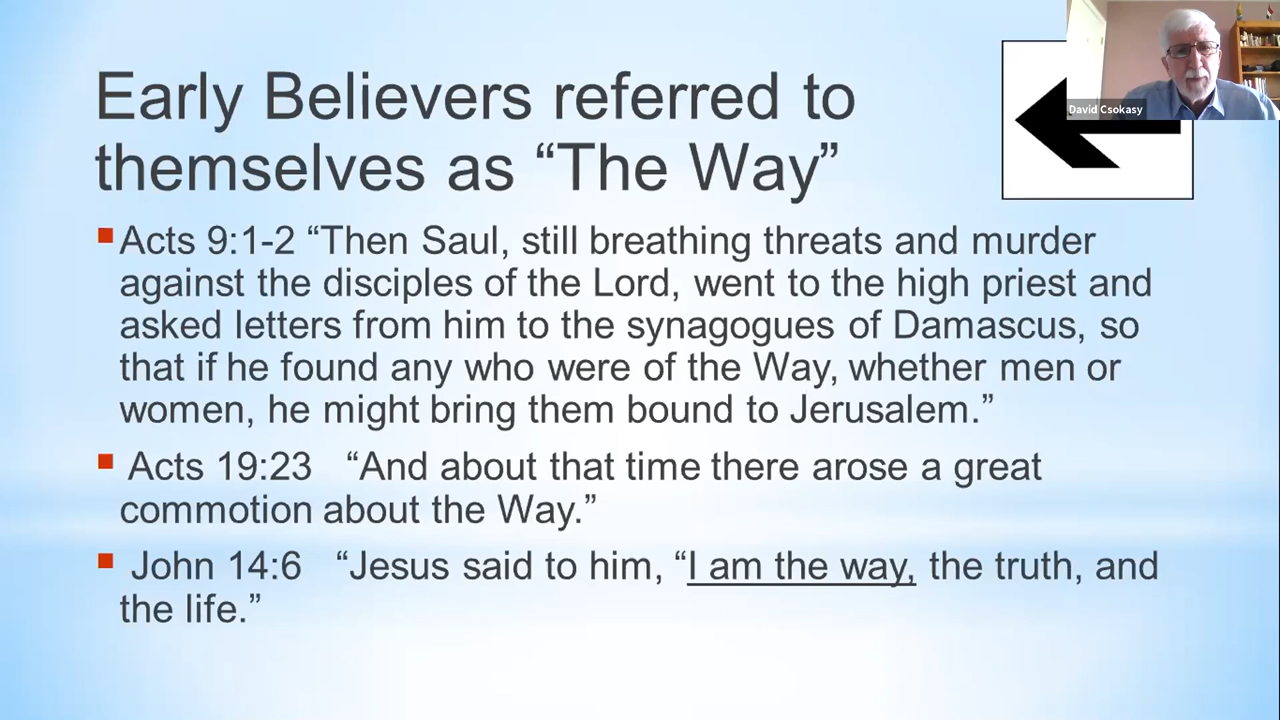 Early Believers referred to
themselves as “The Way”
David Csokasy
▪Acts 9:1-2 “Then Saul, still breathing threats and murder
against the disciples of the Lord, went to the high priest and
asked letters from him to the synagogues of Damascus, so
that if he found any who were of the Way, whether men or
women, he might bring them bound to Jerusalem.”
▪ Acts 19:23 “And about that time there arose a great
commotion about the Way.”
▪ John 14:6 “Jesus said to him, “I am the way, the truth, and
the life.”